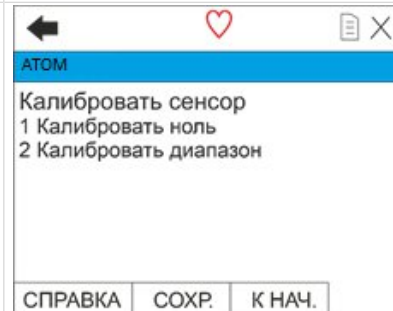 АТОМ
Калибровать сенсор
1 Калибровать ноль
2 Калибровать диапазон
СПРАВКА СОХР. К НАЧ.